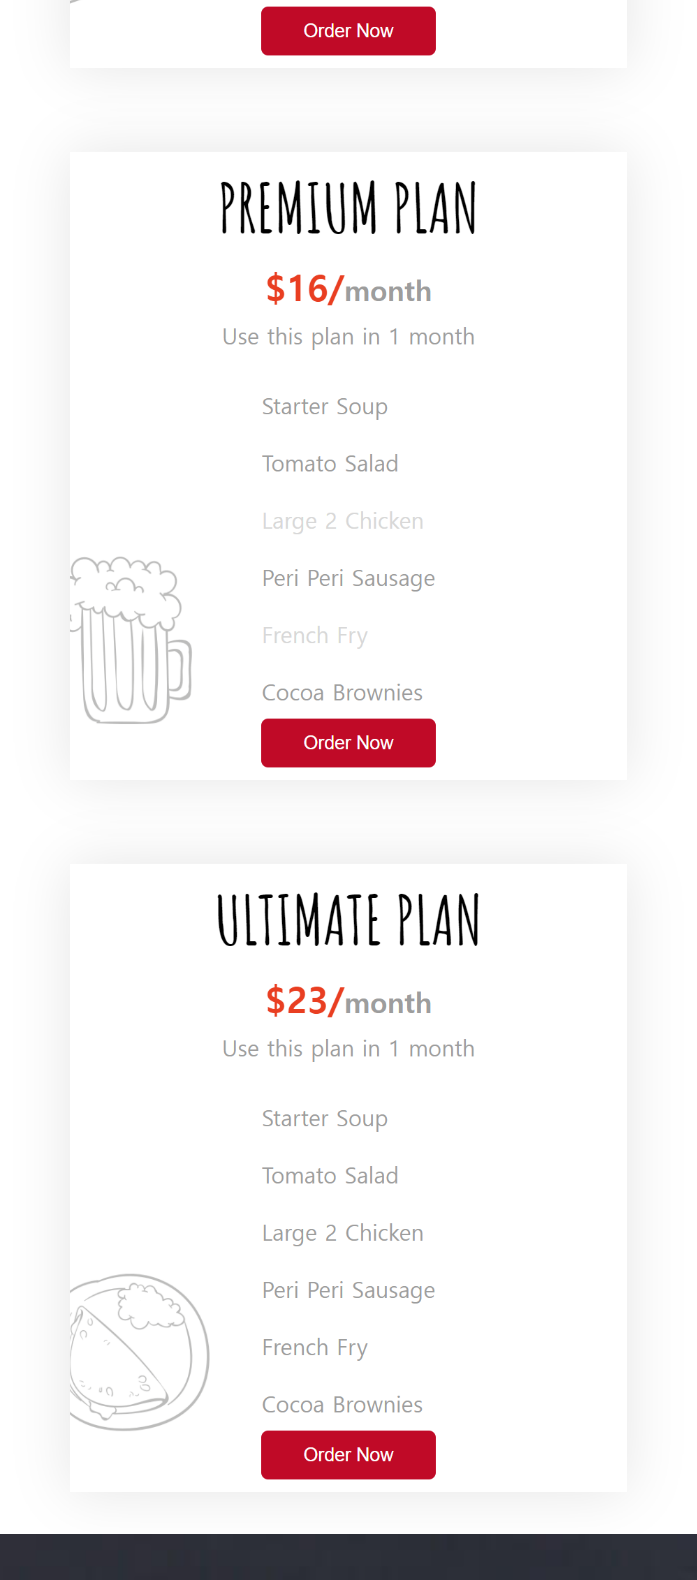 Order Now
PREMIUM PLAN
$16/month
Use this plan in 1 month
Starter Soup
Tomato Salad
Large 2 Chicken
Peri Peri Sausage
French Fry
Cocoa Brownies
Order Now
ULTIMATE PLAN
$23/month
Use this plan in 1 month
Starter Soup
Tomato Salad
Large 2 Chicken
Peri Peri Sausage
French Fry
Cocoa Brownies
Order Now